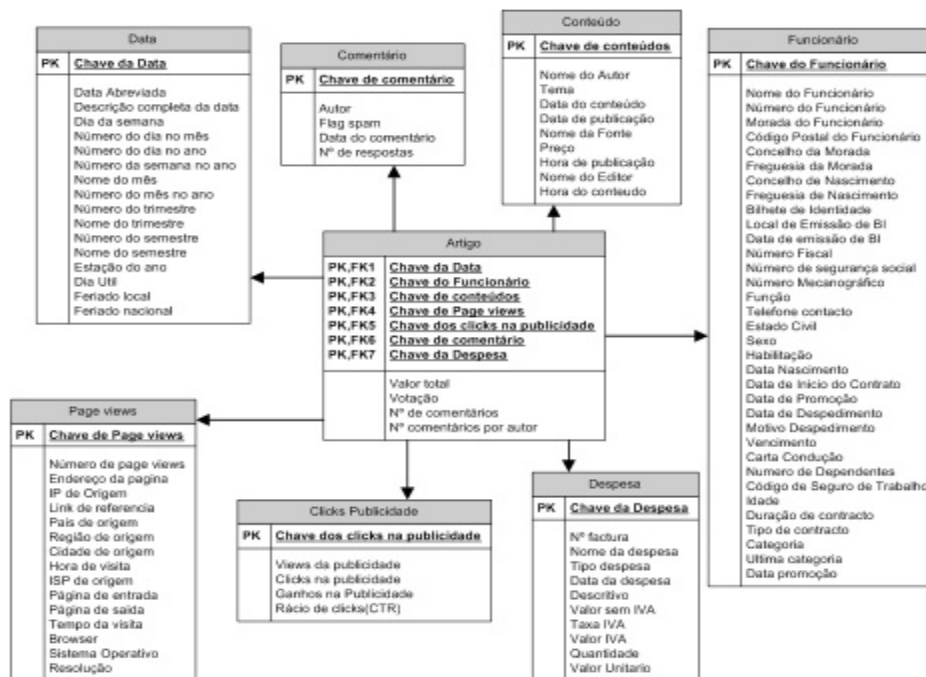 Data
PK Chave da Data
Data Abreviada
Descrição completa da data
Dia da semana
Número do dia no mês
Número do dia no ano
Número da semana no ano
Nome do mês
Número do mês no ano
Número do trimestre
Nome do trimestre
Número do semestre
Nome do semestre
Estação do ano
Dia Util
Feriado local
Feriado nacional
Comentário
PK Chave de comentário
Autor
Flag spam
Data do comentário
Nº de respostas
Conteúdo
PK Chave de conteúdos
Nome do Autor
Tema
Data do conteúdo
Data de publicação
Nome da Fonte
Preço
Hora de publicação
Nome do Editor
Hora do conteudo
Funcionário
PK Chave do Funcionário
Nome do Funcionário
Número do Funcionário
Morada do Funcionário
Código Postal do Funcionário
Concelho da Morada
Freguesia da Morada
Concelho de Nascimento
Freguesia de Nascimento
Bilhete de Identidade
Local de Emissão de BI
Data de emissão de BI
Número Fiscal
Número de segurança social
Número Mecanográfico
Função
Telefone contacto
Estado Civil
Sexo
Habilitação
Data Nascimento
Data de Inicio do Contrato
Data de Promoção
Data de Despedimento
Motivo Despedimento
Vencimento
Carta Condução
Numero de Dependentes
Código de Seguro de Trabalho
Idade
Duração de contracto
Tipo de contracto
Categoria
Ultima categoria
Data promoção
Artigo
PK,FK1 Chave da Data
PK,FK2 Chave do Funcionário
PK,FK3 Chave de conteúdos
PK,FK4 Chave de Page views
PK,FK5 Chave dos clicks na publicidade
PK,FK6 Chave de comentário
PK,FK7 Chave da Despesa
Valor total
Votação
Nº de comentários
Nº comentários por autor
Page views
PK Chave de Page views
Número de page views
Endereço da pagina
IP de Origem
Link de referencia
País de origem
Região de origem
Cidade de origem
Hora de visita
ISP de origem
Página de entrada
Página de saida
Tempo da visita
Browser
Sistema Operativo
Resolução
Clicks Publicidade
PK Chave dos clicks na publicidade
Views da publicidade
Clicks na publicidade
Ganhos na Publicidade
Rácio de clicks(CTR)
Despesa
PK Chave da Despesa
Nº factura
Nome da despesa
Tipo despesa
Data da despesa
Descritivo
Valor sem IVA
Taxa IVA
Valor IVA
Quantidade
Valor Unitario